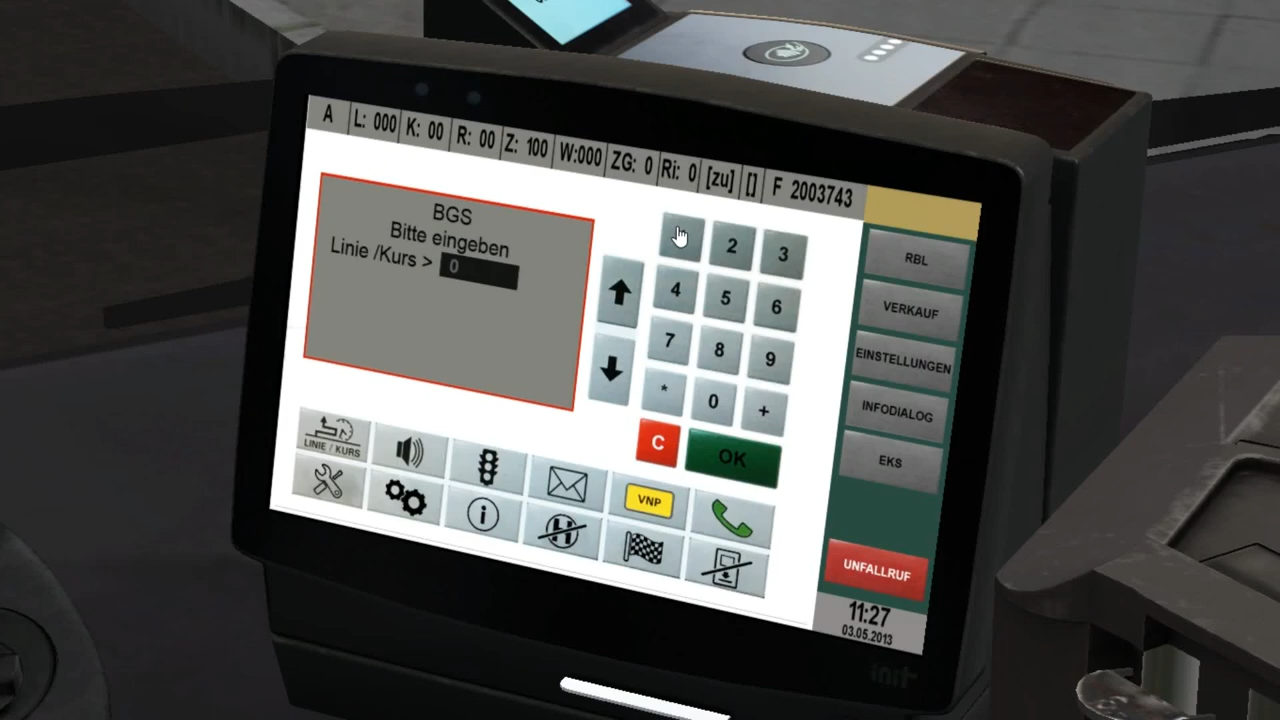 A L: 000 K: 00 R: 00 Z: 100 W:000 ZG: 0 Ri: 0 [zu] [] F 2003743
BGS
Bitte eingeben
Linie /Kurs > 0
2 3
4 5 6
7 8 9
* 0 +
C OK
RBL
VERKAUF
EINSTELLUNGEN
INFODIALOG
EKS
LINIE / KURS
VNP
i
H
UNFALLRUF
11:27
03.05.2013
init